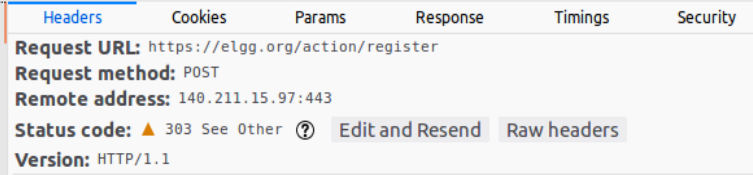 Headers Cookies Params Response Timings Security
Request URL: https://elgg.org/action/register
Request method: POST
Remote address: 140.211.15.97:443
Status code: 303 See Other ? Edit and Resend Raw headers
Version: HTTP/1.1